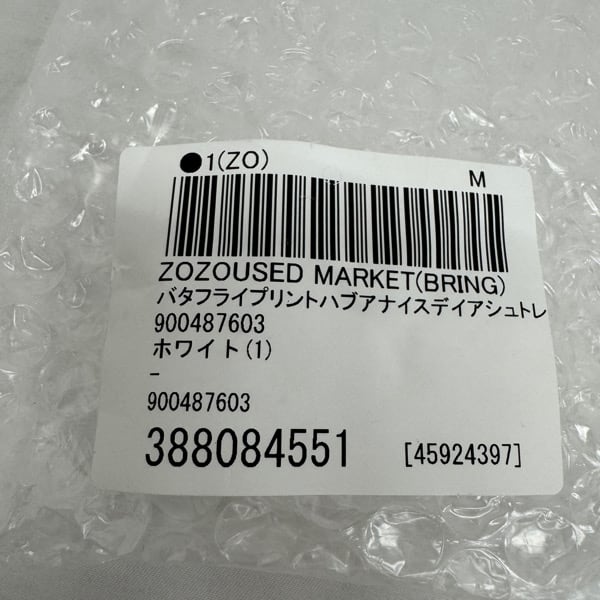 ●1(ZO)
M
ZOZOUSED MARKET(BRING)
バタフライプリントハブアナイスデイアシュトレ
900487603
ホワイト(1)
-
900487603
388084551 [45924397]